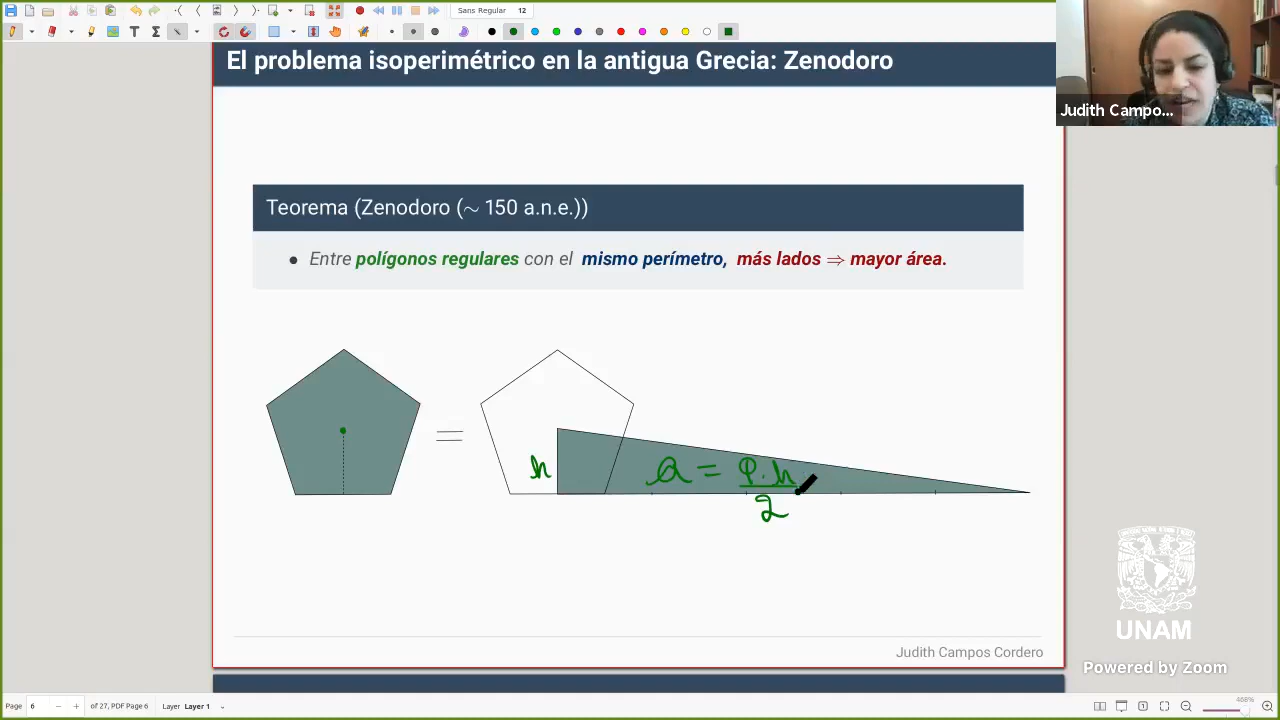 Sans Regular 12
El problema isoperimétrico en la antigua Grecia: Zenodoro
Judith Campo...
Teorema (Zenodoro (∼ 150 a.n.e.))
• Entre polígonos regulares con el mismo perímetro, más lados ⇒ mayor área.
=
h
a = P·h
2
UNAM
Judith Campos Cordero
Powered by Zoom
Page 6 of 27, PDF Page 6 Layer Layer 1
468%